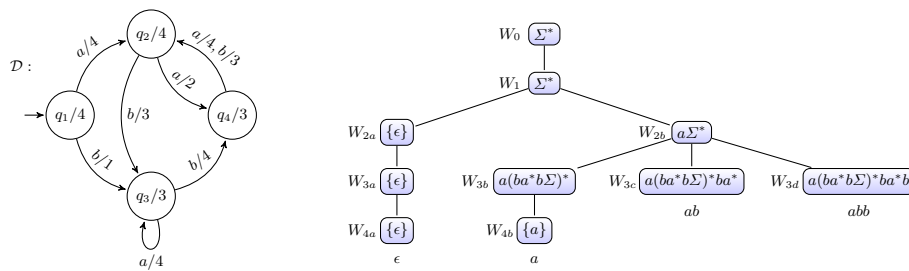 𝒟 :
q₁/4
q₂/4
q₃/3
q₄/3
a/4
b/1
b/3
a/2
a/4, b/3
b/4
a/4
W₀ Σ*
W₁ Σ*
W₂ₐ {ϵ} W₂b aΣ*
W₃ₐ {ϵ} W₃b a(ba*bΣ)* W₃c a(ba*bΣ)*ba* W₃d a(ba*bΣ)*ba*b
W₄ₐ {ϵ} W₄b {a} ab abb
ϵ a